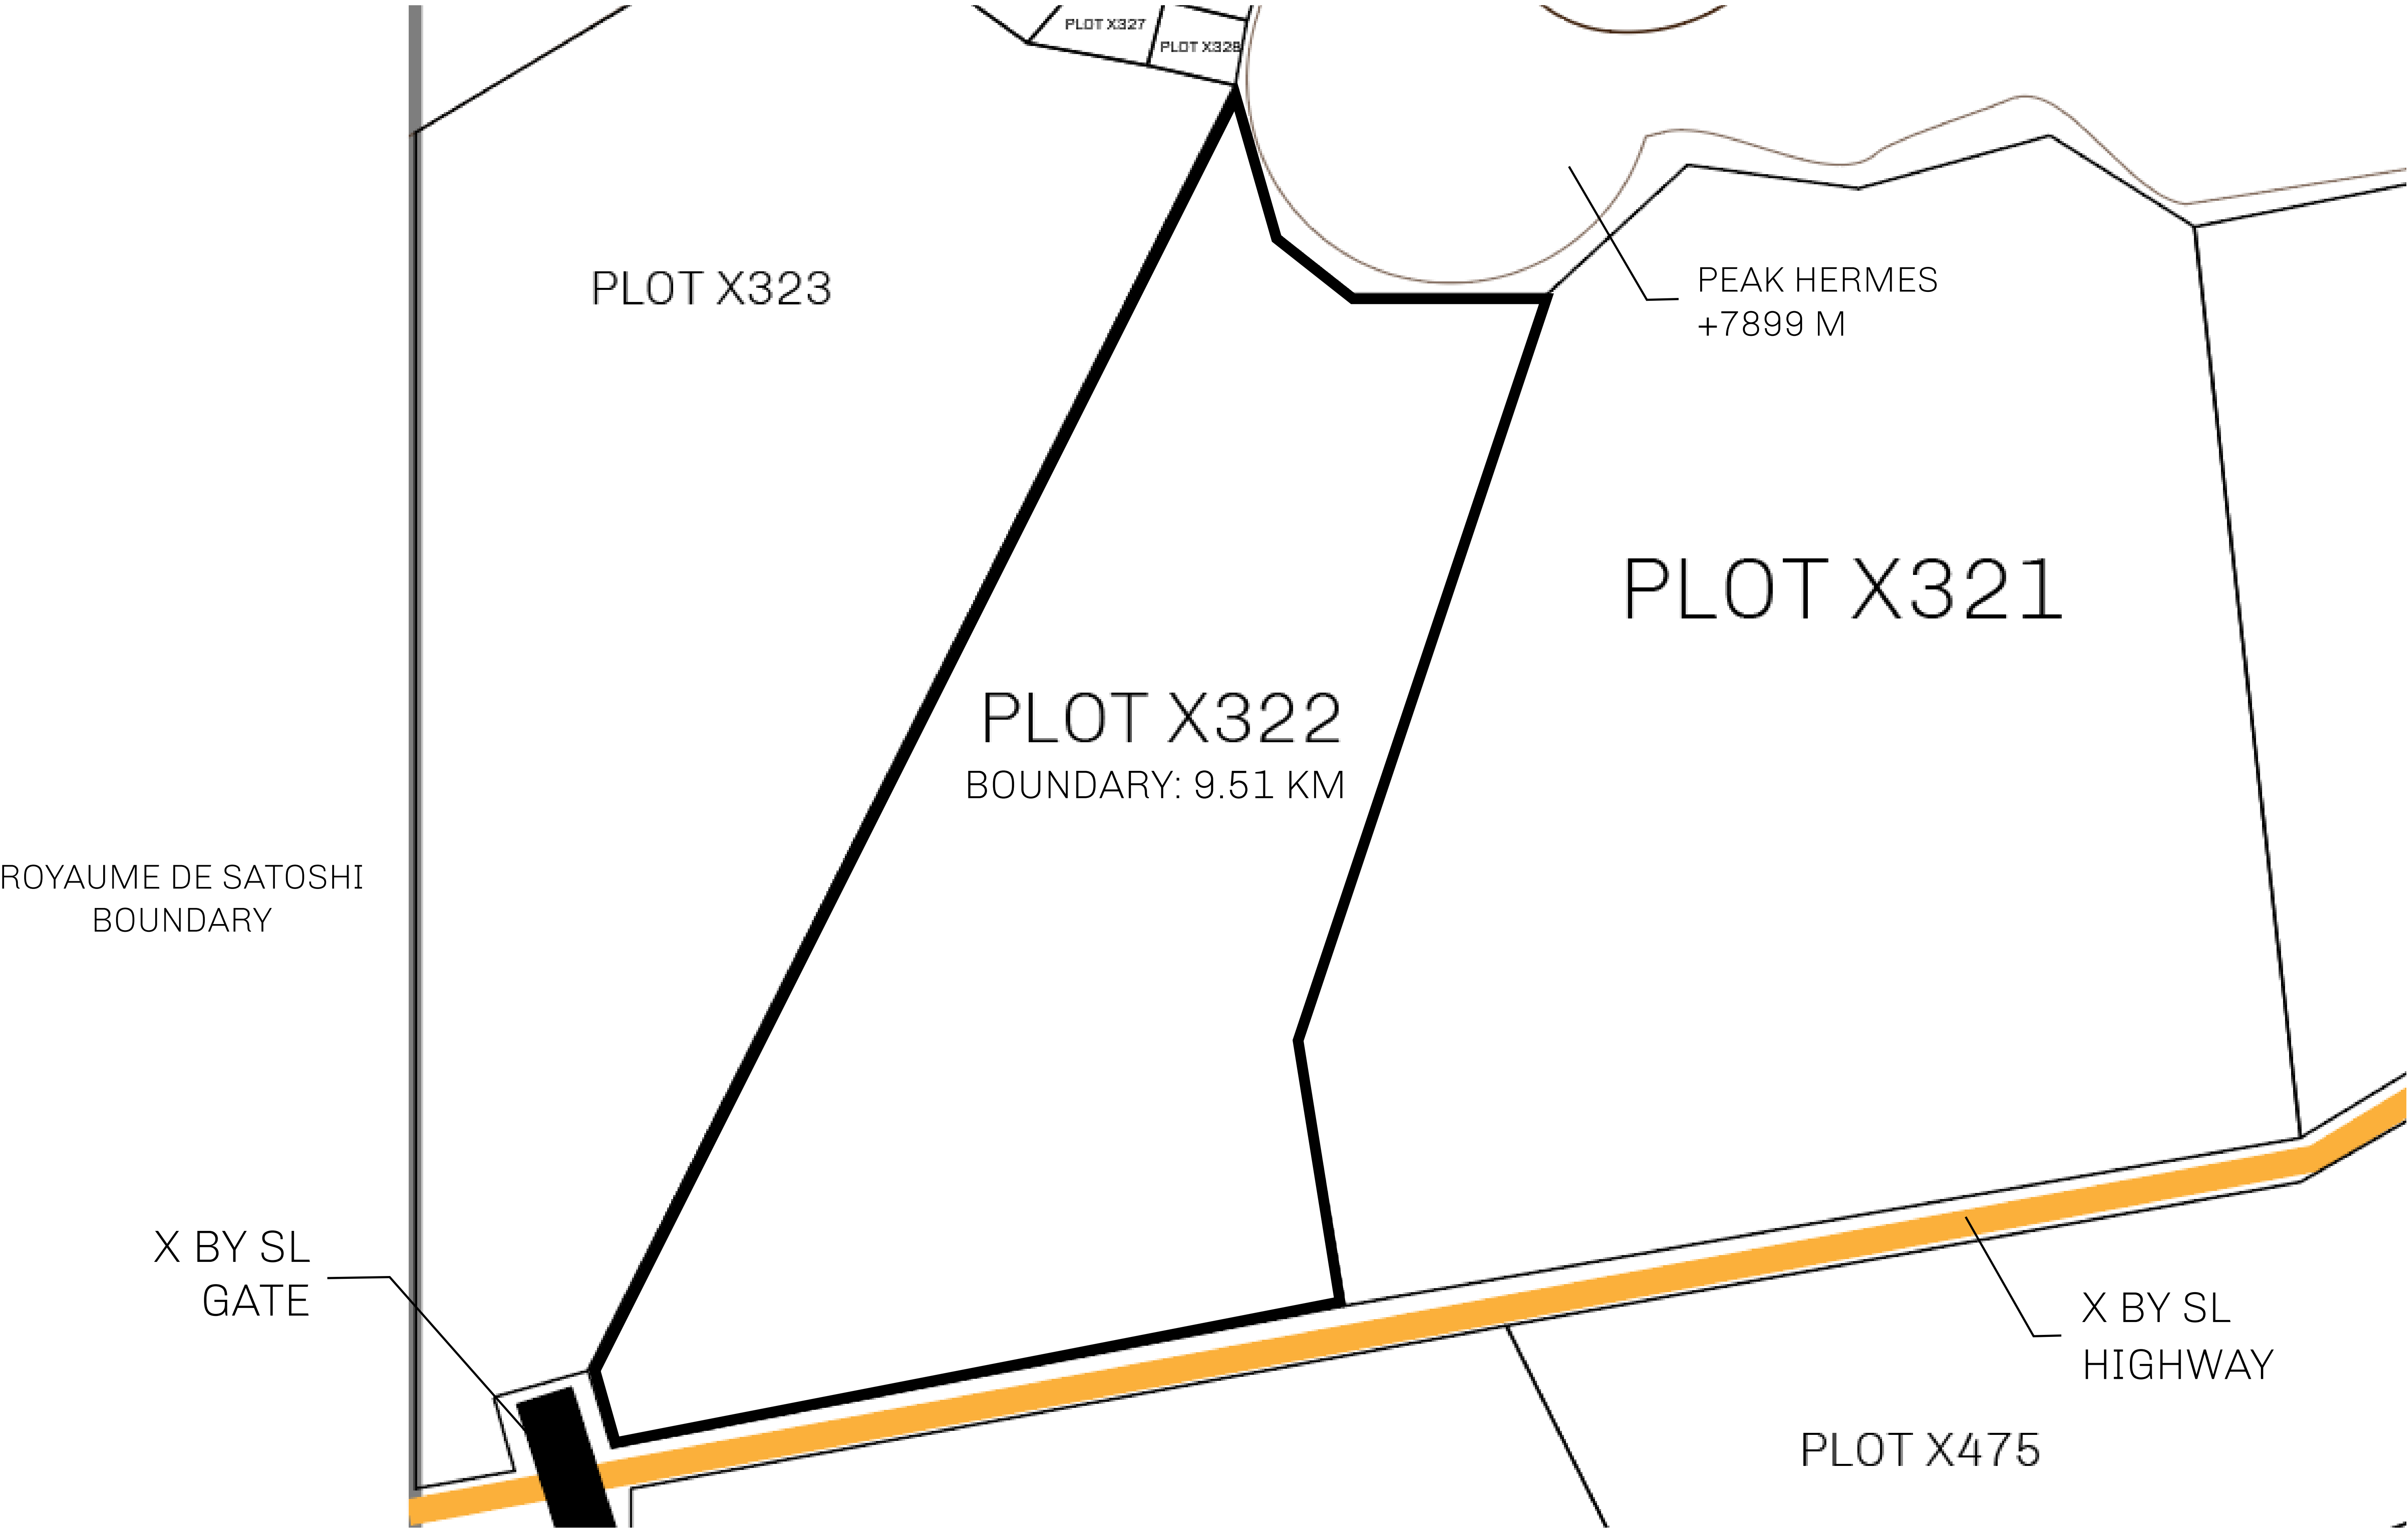 PLOT X327
PLOT X328
PLOT X323
PEAK HERMES
+7899 M
PLOT X321
PLOT X322
BOUNDARY: 9.51 KM
ROYAUME DE SATOSHI
BOUNDARY
X BY SL
GATE
X BY SL
HIGHWAY
PLOT X475